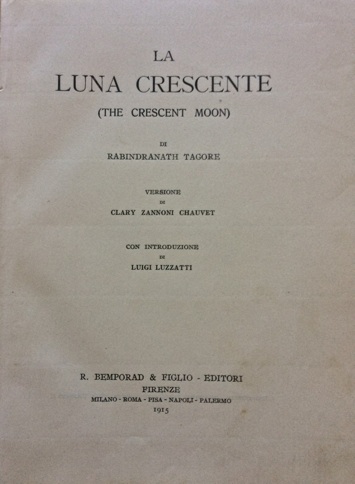 LA
LUNA CRESCENTE
(THE CRESCENT MOON)
DI
RABINDRANATH TAGORE
VERSIONE
DI
CLARY ZANNONI CHAUVET
CON INTRODUZIONE
DI
LUIGI LUZZATTI
R. BEMPORAD & FIGLIO - EDITORI
FIRENZE
MILANO - ROMA - PISA - NAPOLI - PALERMO
1915